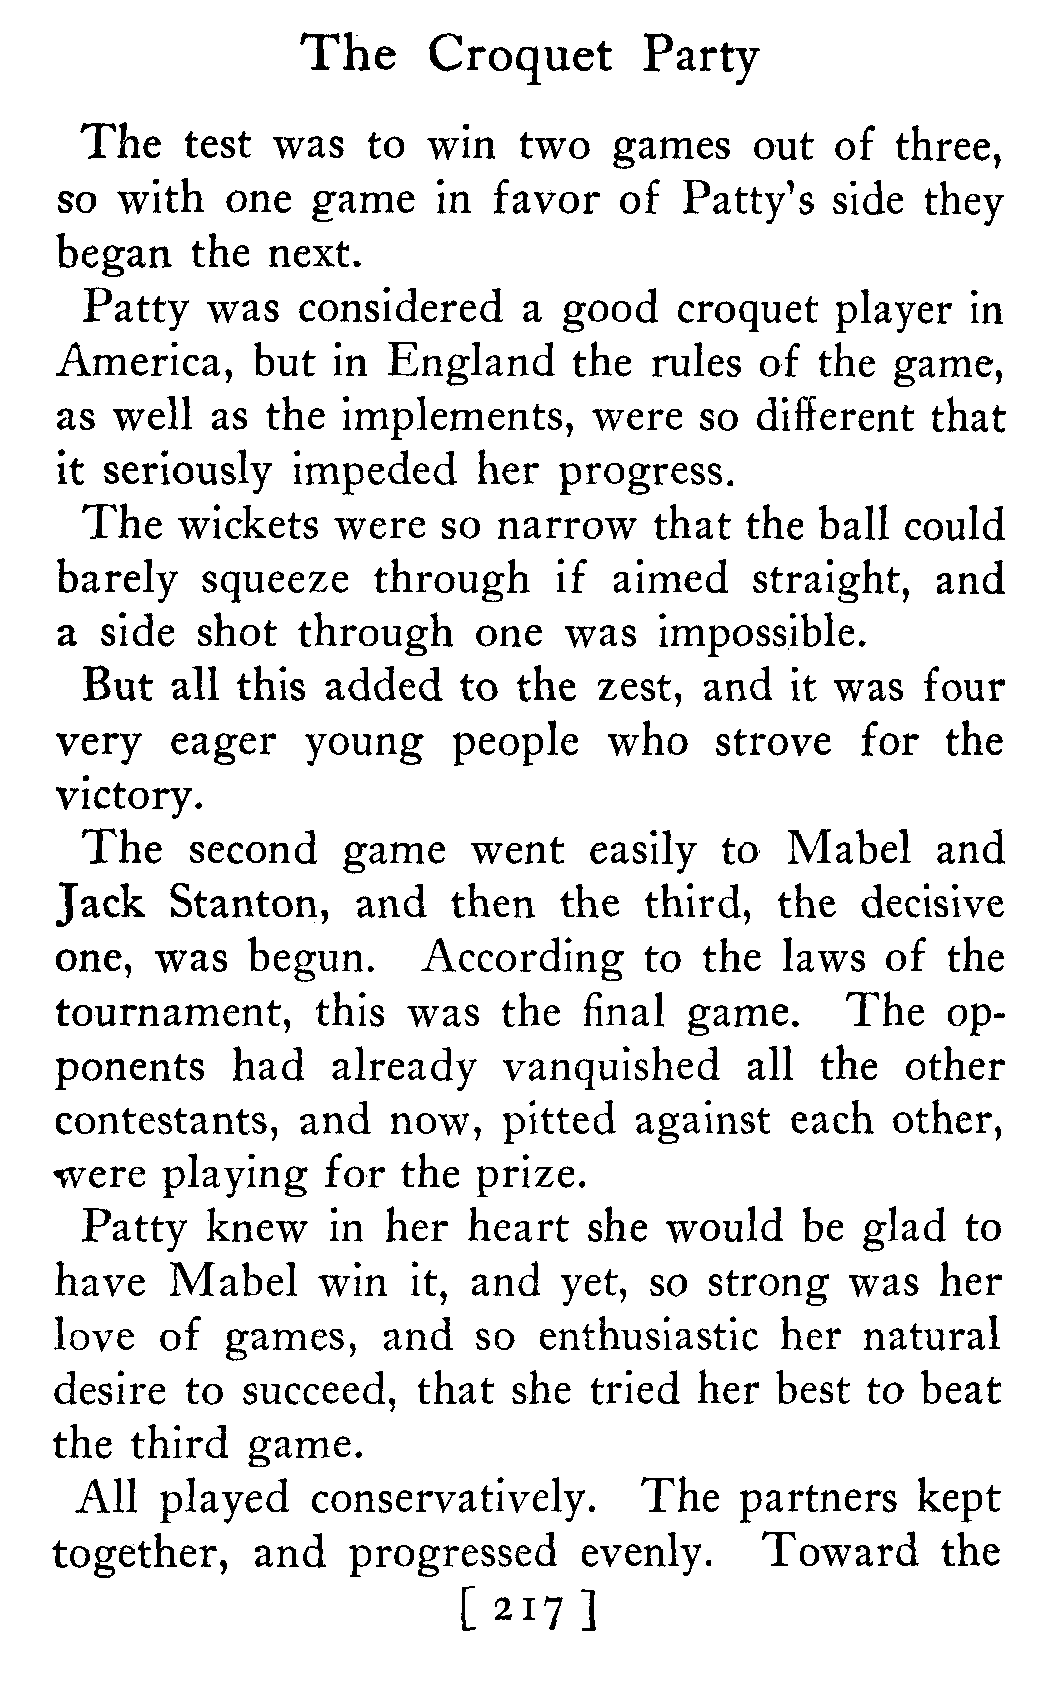 The Croquet Party
The test was to win two games out of three,
so with one game in favor of Patty's side they
began the next.
Patty was considered a good croquet player in
America, but in England the rules of the game,
as well as the implements, were so different that
it seriously impeded her progress.
The wickets were so narrow that the ball could
barely squeeze through if aimed straight, and
a side shot through one was impossible.
But all this added to the zest, and it was four
very eager young people who strove for the
victory.
The second game went easily to Mabel and
Jack Stanton, and then the third, the decisive
one, was begun. According to the laws of the
tournament, this was the final game. The op-
ponents had already vanquished all the other
contestants, and now, pitted against each other,
were playing for the prize.
Patty knew in her heart she would be glad to
have Mabel win it, and yet, so strong was her
love of games, and so enthusiastic her natural
desire to succeed, that she tried her best to beat
the third game.
All played conservatively. The partners kept
together, and progressed evenly. Toward the
[ 217 ]